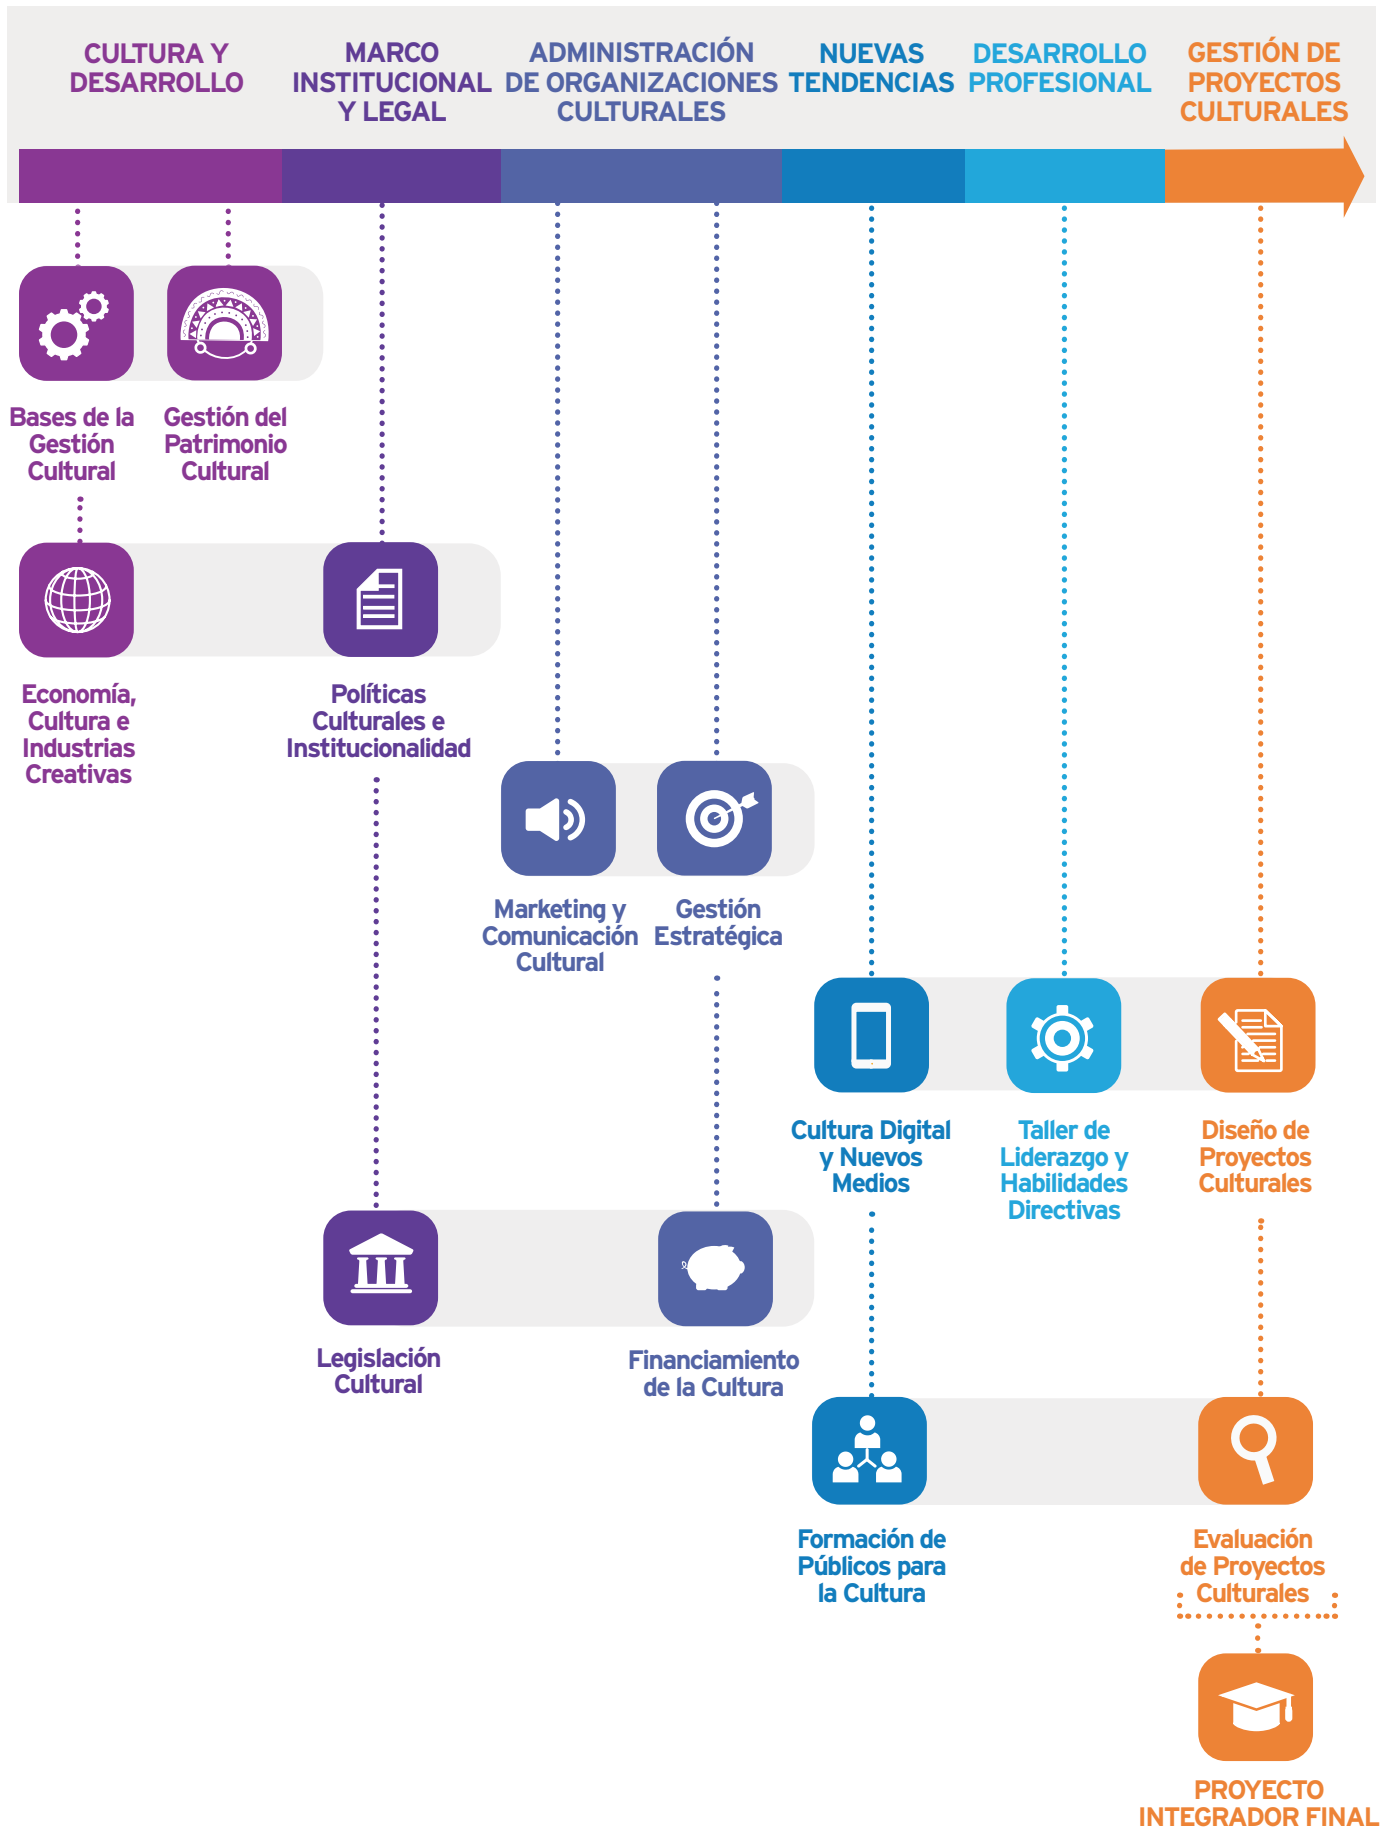 CULTURA Y
DESARROLLO
MARCO
INSTITUCIONAL
Y LEGAL
ADMINISTRACIÓN
DE ORGANIZACIONES
CULTURALES
NUEVAS
TENDENCIAS
DESARROLLO
PROFESIONAL
GESTIÓN DE
PROYECTOS
CULTURALES
Bases de la
Gestión
Cultural
Gestión del
Patrimonio
Cultural
Economía,
Cultura e
Industrias
Creativas
Políticas
Culturales e
Institucionalidad
Marketing y
Comunicación
Cultural
Gestión
Estratégica
Cultura Digital
y Nuevos
Medios
Taller de
Liderazgo y
Habilidades
Directivas
Diseño de
Proyectos
Culturales
Legislación
Cultural
Financiamiento
de la Cultura
Formación de
Públicos para
la Cultura
Evaluación
de Proyectos
Culturales
PROYECTO
INTEGRADOR FINAL